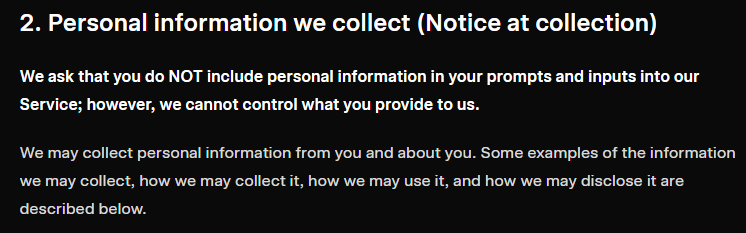 2. Personal information we collect (Notice at collection)
We ask that you do NOT include personal information in your prompts and inputs into our
Service; however, we cannot control what you provide to us.
We may collect personal information from you and about you. Some examples of the information
we may collect, how we may collect it, how we may use it, and how we may disclose it are
described below.